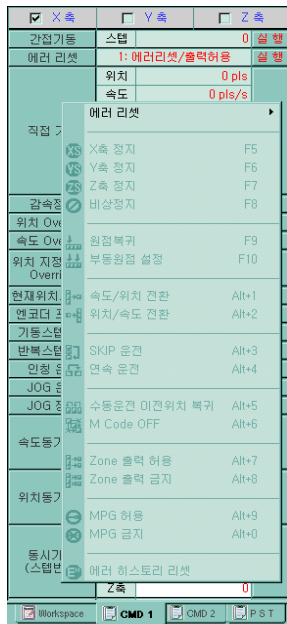 X 축 Y 축 Z 축
간접기동 스텝 0 실 행
에러 리셋 1: 에러리셋/출력허용 실 행
위치 0 pls
속도 0 pls/s
직접
에러 리셋
X축 정지 F5
Y축 정지 F6
Z축 정지 F7
비상정지 F8
원점복귀 F9
부동원점 설정 F10
속도/위치 전환 Alt+1
위치/속도 전환 Alt+2
SKIP 운전 Alt+3
연속 운전 Alt+4
수동운전 이전위치 복귀 Alt+5
M Code OFF Alt+6
Zone 출력 허용 Alt+7
Zone 출력 금지 Alt+8
MPG 허용 Alt+9
MPG 금지 Alt+0
에러 히스토리 리셋
감속정
위치 Ove
속도 Ove
위치 지정
Overri
현재위치
엔코더
기동스텝
반복스텝
인칭
JOG
JOG
속도동기
위치동기
동시기
(스텝번
Z축 0
Workspace CMD 1 CMD 2 P S T